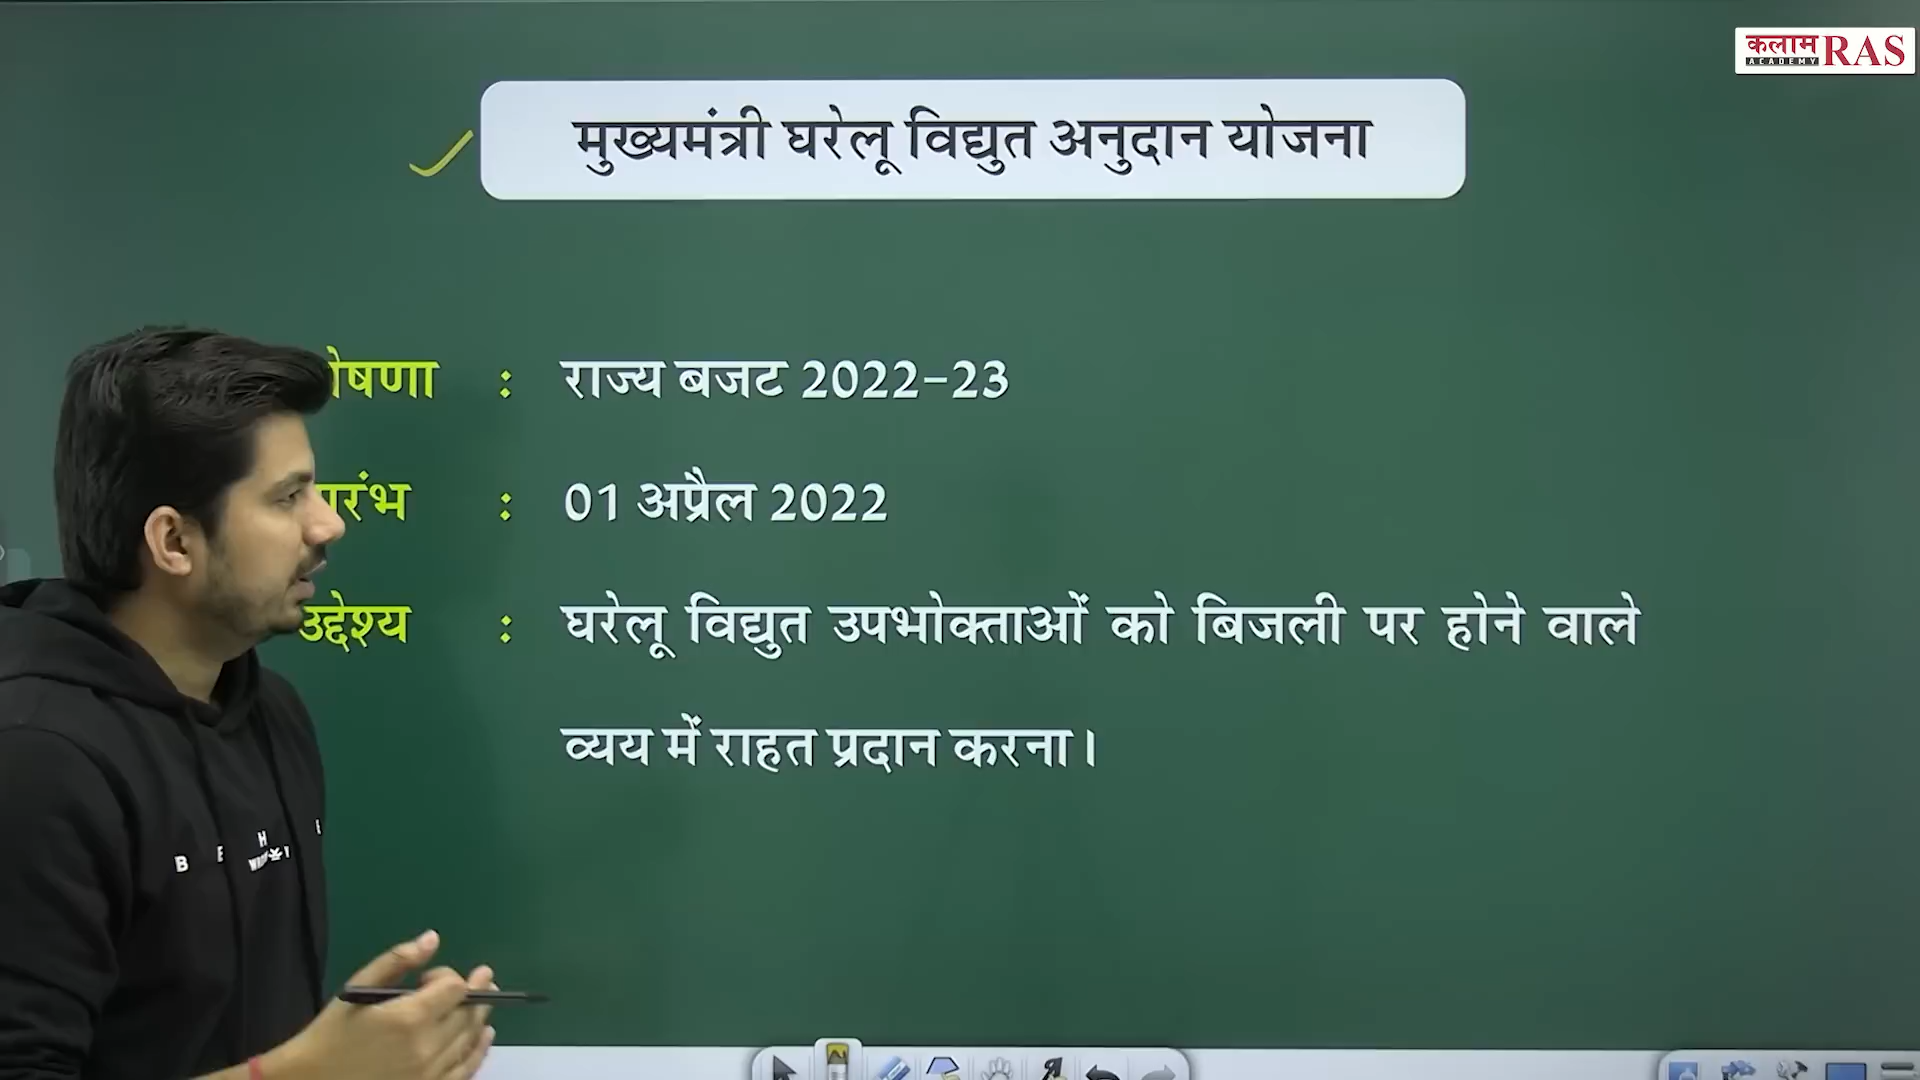 कलाम RAS
ACADEMY
मुख्यमंत्री घरेलू विद्युत अनुदान योजना
: राज्य बजट 2022-23
: 01 अप्रैल 2022
उद्देश्य : घरेलू विद्युत उपभोक्ताओं को बिजली पर होने वाले
व्यय में राहत प्रदान करना।